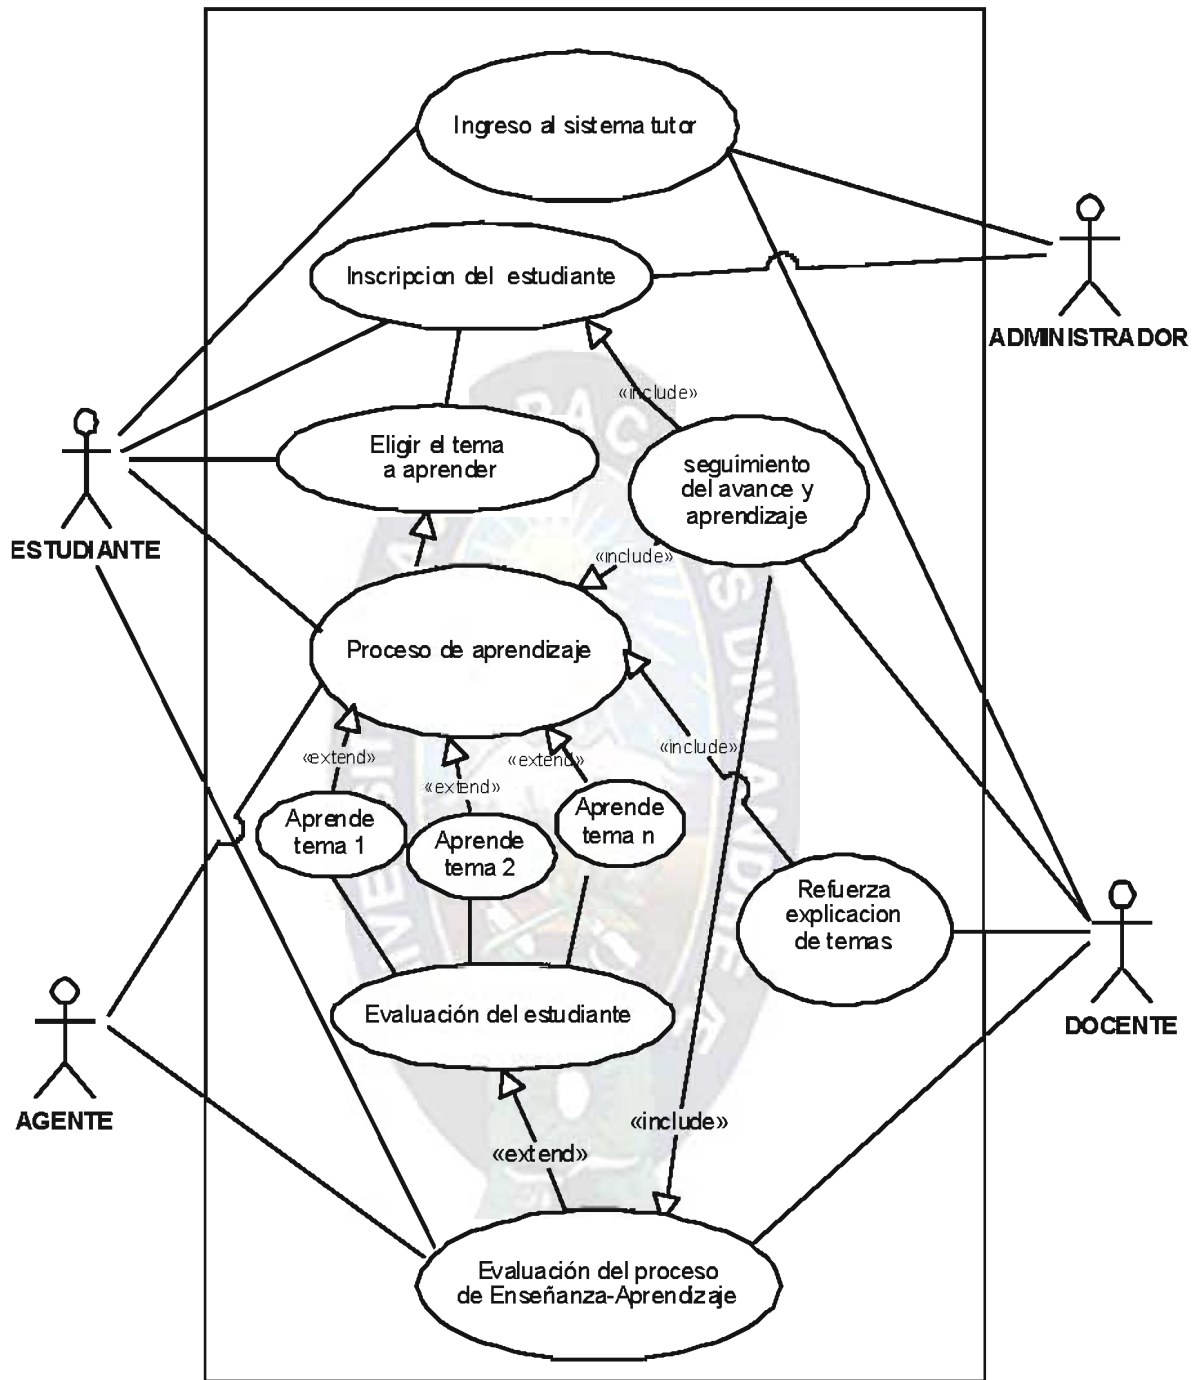 Ingreso al sistema tutor
Inscripcion del estudiante
ADMINISTRADOR
«include»
Eligir el tema
a aprender
seguimiento
del avance y
aprendizaje
ESTUDIANTE
«include»
Proceso de aprendizaje
«include»
«extend»
«extend»
«extend»
Aprende
tema 1
Aprende
tema 2
Aprende
tema n
Refuerza
explicacion
de temas
Evaluación del estudiante
DOCENTE
AGENTE
«include»
«extend»
Evaluación del proceso
de Enseñanza-Aprendizaje